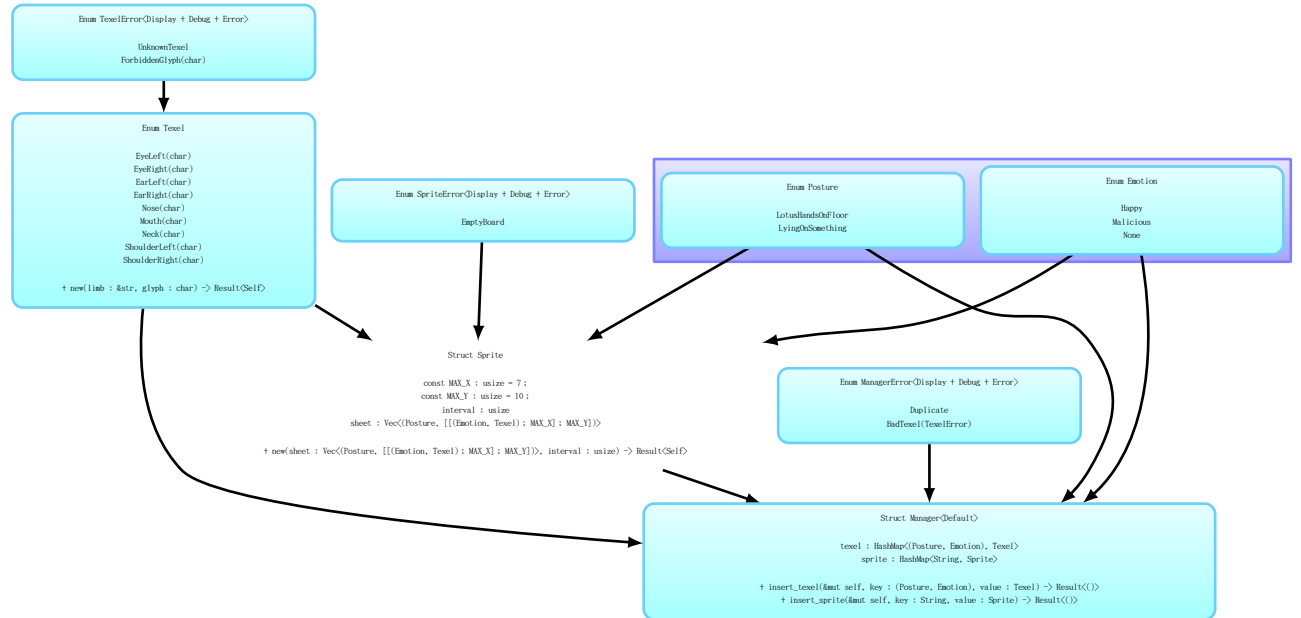 Enum TexelError<Display + Debug + Error>
UnknownTexel
ForbiddenGlyph(char)
Enum Texel
EyeLeft(char)
EyeRight(char)
EarLeft(char)
EarRight(char)
Nose(char)
Mouth(char)
Neck(char)
ShoulderLeft(char)
ShoulderRight(char)
+ new(limb : &str, glyph : char) -> Result<Self>
Enum SpriteError<Display + Debug + Error>
EmptyBoard
Enum Posture
LotusHandsOnFloor
LyingOnSomething
Enum Emotion
Happy
Malicious
None
Struct Sprite
const MAX_X : usize = 7 ;
const MAX_Y : usize = 10 ;
interval : usize
sheet : Vec<(Posture, [[(Emotion, Texel) ; MAX_X] ; MAX_Y])>
+ new(sheet : Vec<(Posture, [[(Emotion, Texel) ; MAX_X] ; MAX_Y])>, interval : usize) -> Result<Self>
Enum ManagerError<Display + Debug + Error>
Duplicate
BadTexel(TexelError)
Struct Manager<Default>
texel : HashMap<(Posture, Emotion), Texel>
sprite : HashMap<String, Sprite>
+ insert_texel(&mut self, key : (Posture, Emotion), value : Texel) -> Result<()>
+ insert_sprite(&mut self, key : String, value : Sprite) -> Result<()>